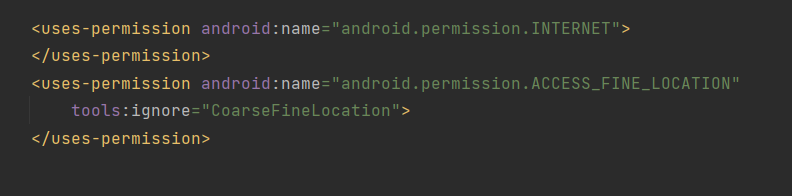 <uses-permission android:name="android.permission.INTERNET">
</uses-permission>
<uses-permission android:name="android.permission.ACCESS_FINE_LOCATION"
    tools:ignore="CoarseFineLocation">
</uses-permission>